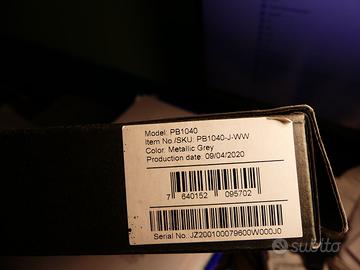 Model: PB1040
Item No /SKU: PB1040-J-WW
Color: Metallic Grey
Production date: 09/04/2020
7 640152 095702
Serial No.:JZ200100079600W000J0
subito